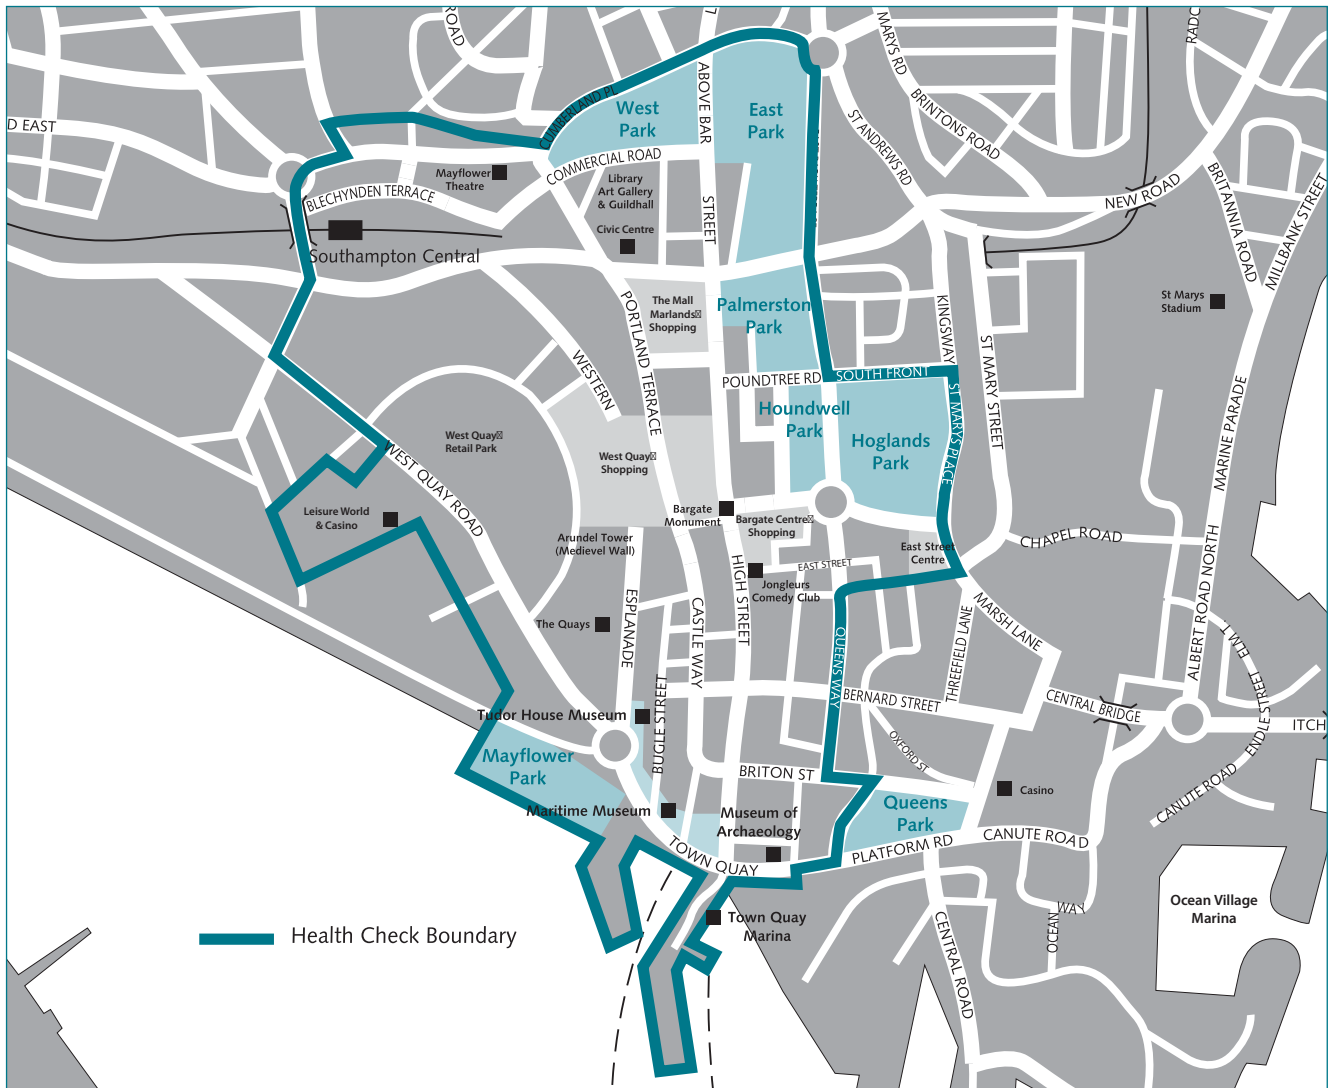 ROAD
MARYS RD
RADC
D EAST
CUMBERLAND PL
West
Park
ABOVE BAR
STREET
East
Park
ST ANDREWS RD
BRINTONS ROAD
COMMERCIAL ROAD
Mayflower
Theatre
BLECHYNDEN TERRACE
Library
Art Gallery
& Guildhall
Civic Centre
Southampton Central
NEW ROAD
BRITANNIA ROAD
MILLBANK STREET
St Marys
Stadium
The Mall
Marlands
Shopping
Palmerston
Park
PORTLAND TERRACE
WESTERN
ESPLANADE
KINGSWAY
ST MARY STREET
POUNDTREE RD
SOUTH FRONT
ST MARYS PLACE
Houndwell
Park
Hoglands
Park
MARINE PARADE
West Quay
Retail Park
West Quay
Shopping
WEST QUAY ROAD
Leisure World
& Casino
Bargate
Monument
Bargate Centre
Shopping
Arundel Tower
(Medievel Wall)
East Street
Centre
CHAPEL ROAD
ALBERT ROAD NORTH
HIGH STREET
EAST STREET
Jongleurs
Comedy Club
The Quays
CASTLE WAY
QUEENS WAY
THREEFIELD LANE
MARSH LANE
ELM T.
ENDLE STREET
BERNARD STREET
CENTRAL BRIDGE
ITCH
Tudor House Museum
BUGLE STREET
OXFORD ST
Mayflower
Park
BRITON ST
Casino
CANUTE ROAD
Maritime Museum
Museum of
Archaeology
Queens
Park
TOWN QUAY
PLATFORM RD
CANUTE ROAD
Town Quay
Marina
CENTRAL ROAD
OCEAN
WAY
Ocean Village
Marina
Health Check Boundary